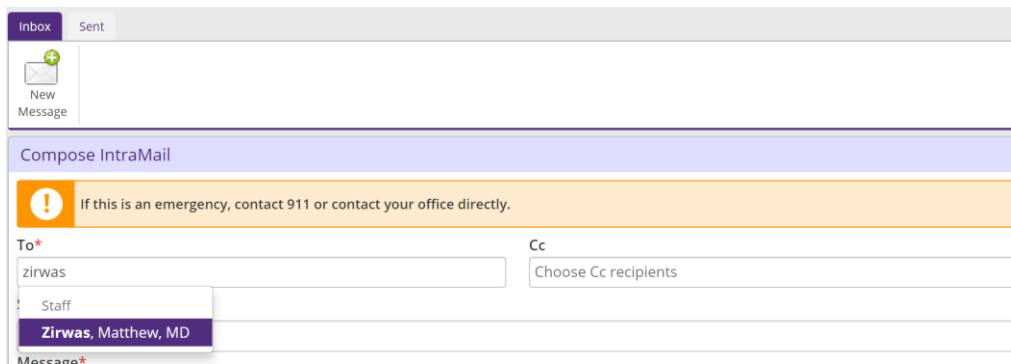 Inbox Sent
New
Message
Compose IntraMail
If this is an emergency, contact 911 or contact your office directly.
To* Cc
zirwas Choose Cc recipients
Staff
Zirwas, Matthew, MD
Message*